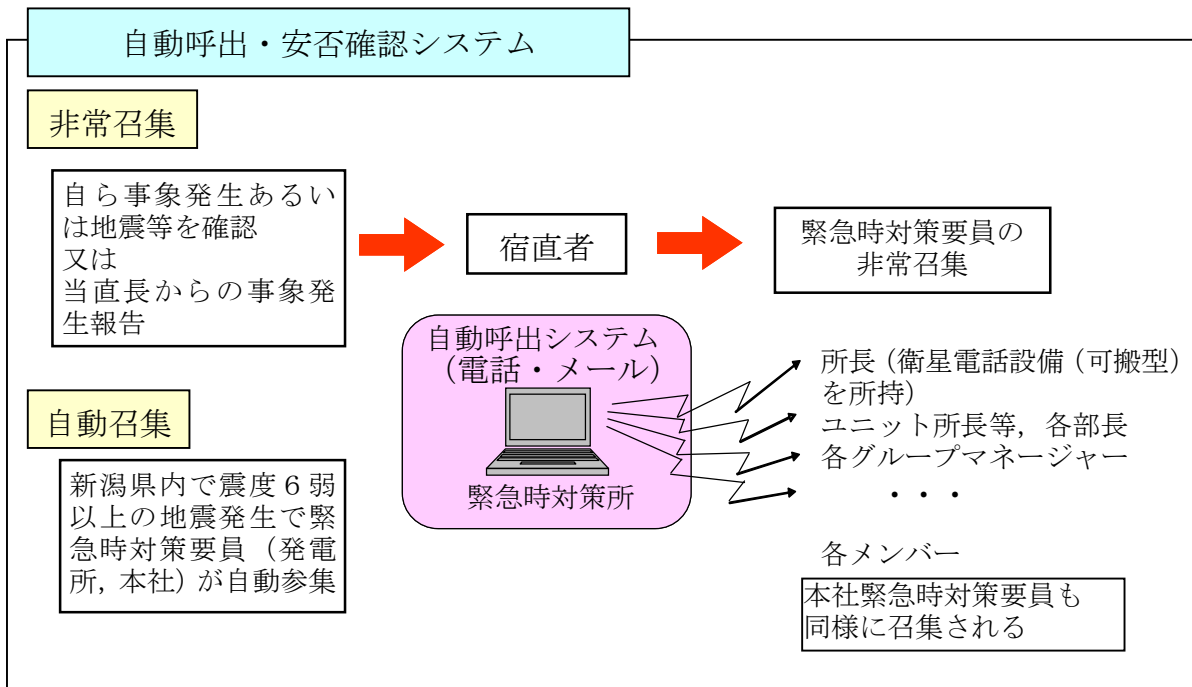 自動呼出・安否確認システム
非常召集
自ら事象発生あるい
は地震等を確認
又は
当直長からの事象発
生報告
宿直者
緊急時対策要員の
非常召集
自動呼出システム
（電話・メール）
緊急時対策所
所長（衛星電話設備（可搬型）
を所持）
ユニット所長等，各部長
各グループマネージャー
・・・
各メンバー
本社緊急時対策要員も
同様に召集される
自動召集
新潟県内で震度６弱
以上の地震発生で緊
急時対策要員（発電
所，本社）が自動参集